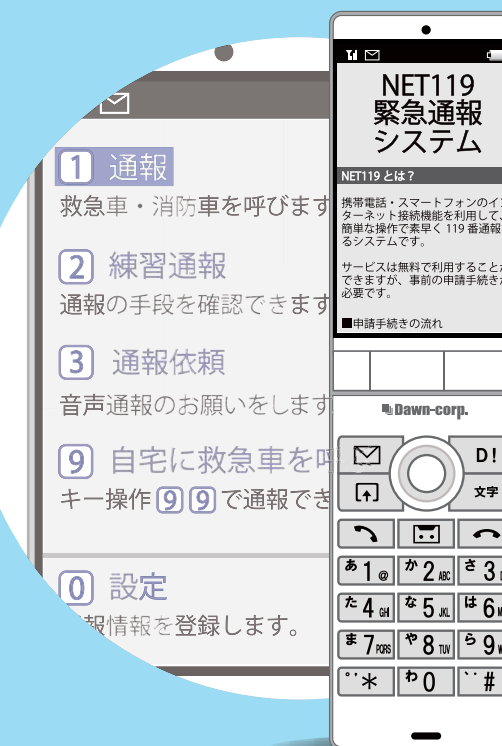 1 通報
救急車・消防車を呼びます
2 練習通報
通報の手段を確認できます
3 通報依頼
音声通報のお願いをします
9 自宅に救急車を呼
キー操作 9 9 で通報でき
0 設定
報情報を登録します。
NET119
緊急通報
システム
NET119 とは？
携帯電話・スマートフォンのイン
ターネット接続機能を利用して、
簡単な操作で素早く 119 番通報
るシステムです。
サービスは無料で利用することが
できますが、事前の申請手続きが
必要です。
■申請手続きの流れ
Dawn-corp.
D!
文字
あ 1 @ か 2 ABC さ 3
た 4 GHI な 5 JKL は 6
ま 7 PQRS や 8 TUV ら 9
゜' * わ 0 #